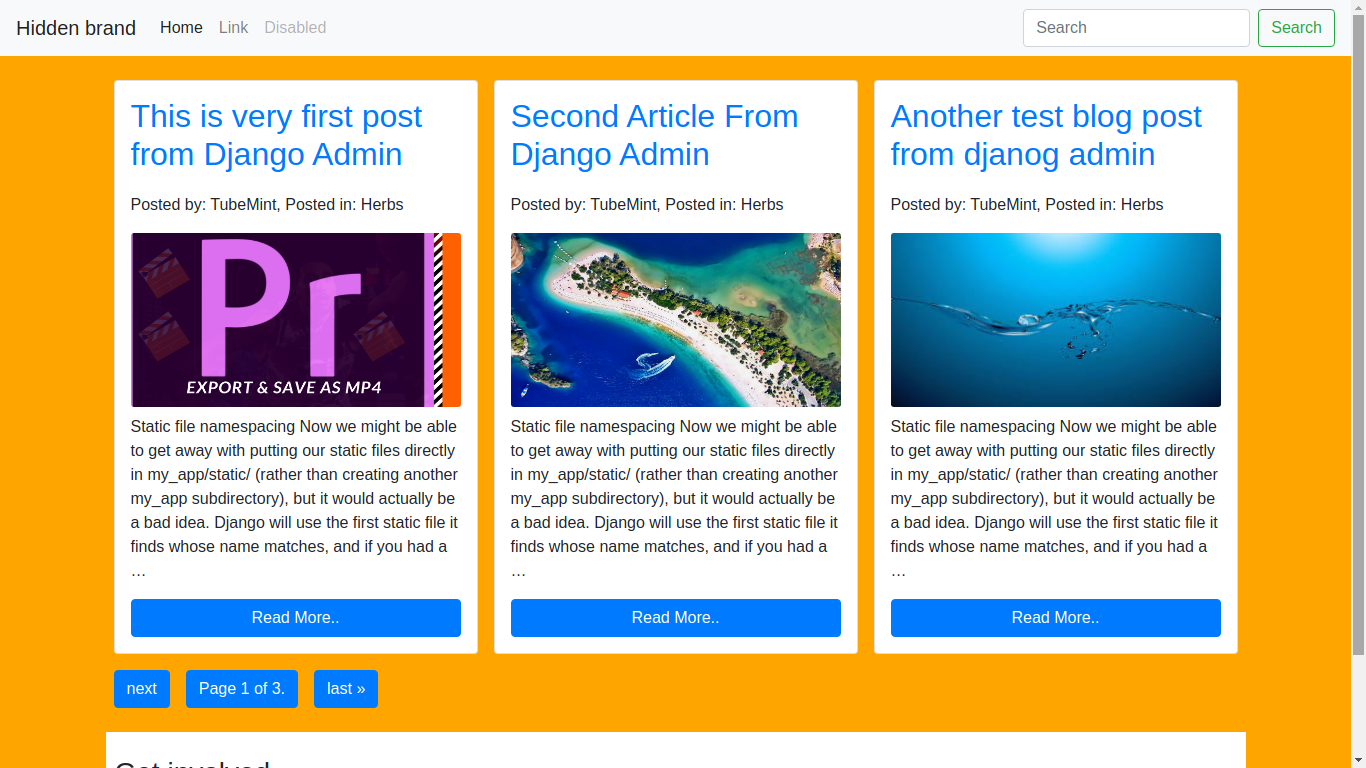 Hidden brand Home Link Disabled Search Search
This is very first post
from Django Admin
Posted by: TubeMint, Posted in: Herbs
Pr
EXPORT & SAVE AS MP4
Static file namespacing Now we might be able
to get away with putting our static files directly
in my_app/static/ (rather than creating another
my_app subdirectory), but it would actually be
a bad idea. Django will use the first static file it
finds whose name matches, and if you had a
…
Read More..
Second Article From
Django Admin
Posted by: TubeMint, Posted in: Herbs
Static file namespacing Now we might be able
to get away with putting our static files directly
in my_app/static/ (rather than creating another
my_app subdirectory), but it would actually be
a bad idea. Django will use the first static file it
finds whose name matches, and if you had a
…
Read More..
Another test blog post
from djanog admin
Posted by: TubeMint, Posted in: Herbs
Static file namespacing Now we might be able
to get away with putting our static files directly
in my_app/static/ (rather than creating another
my_app subdirectory), but it would actually be
a bad idea. Django will use the first static file it
finds whose name matches, and if you had a
…
Read More..
next Page 1 of 3. last »
Get involved